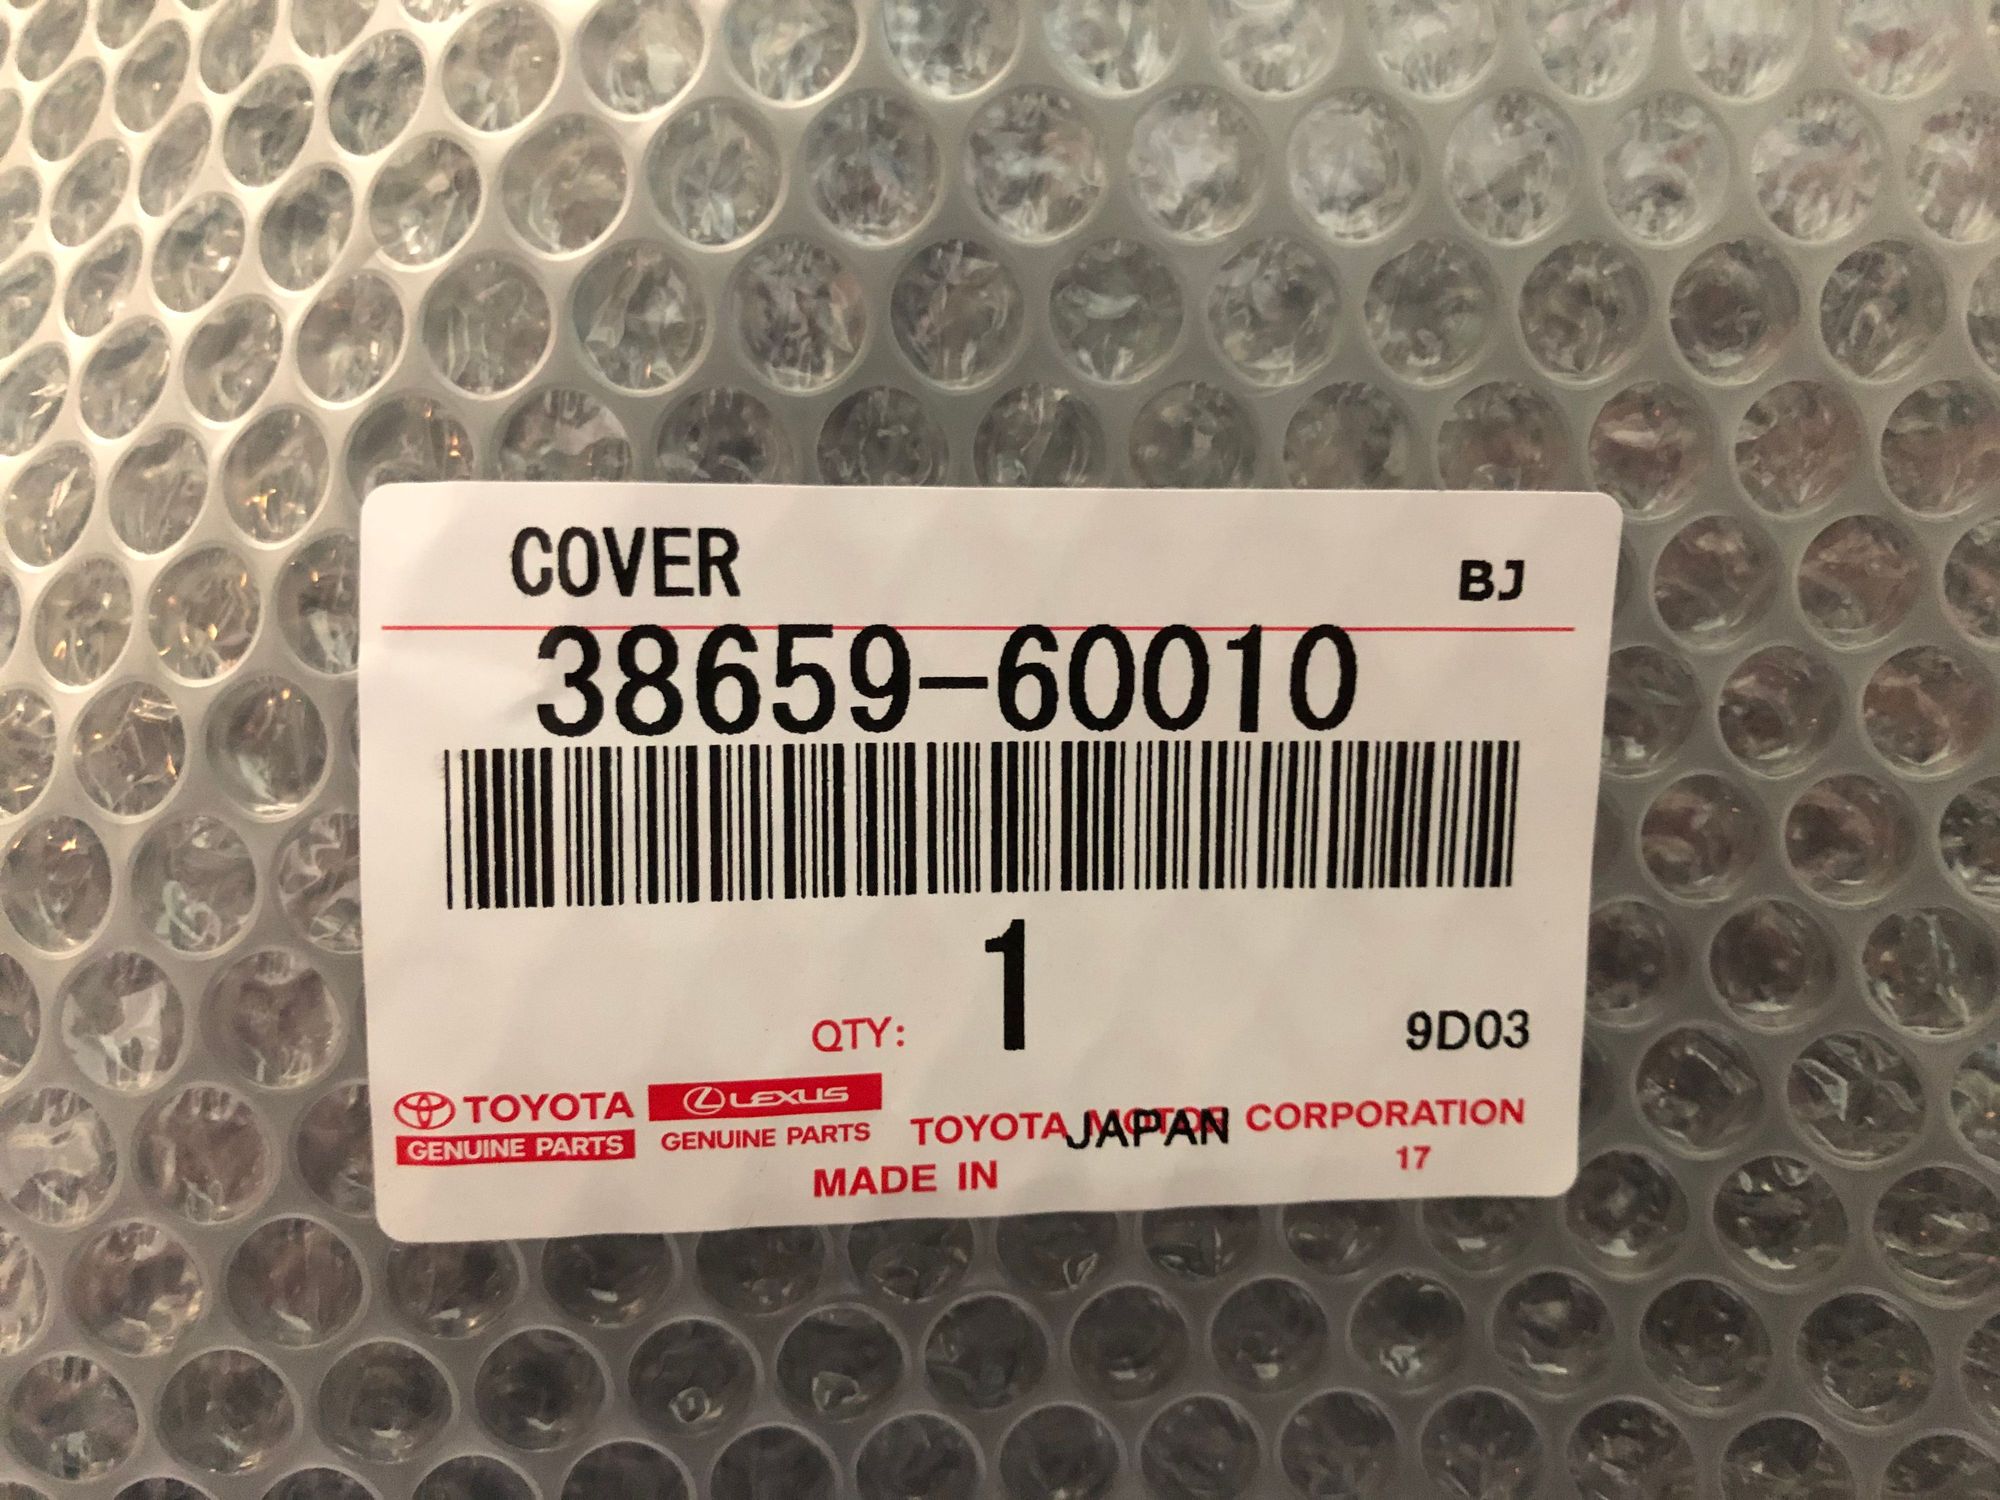 COVER BJ
38659-60010
1
QTY: 9D03
TOYOTA LEXUS
GENUINE PARTS GENUINE PARTS TOYOTA MOTOR CORPORATION
MADE IN JAPAN 17